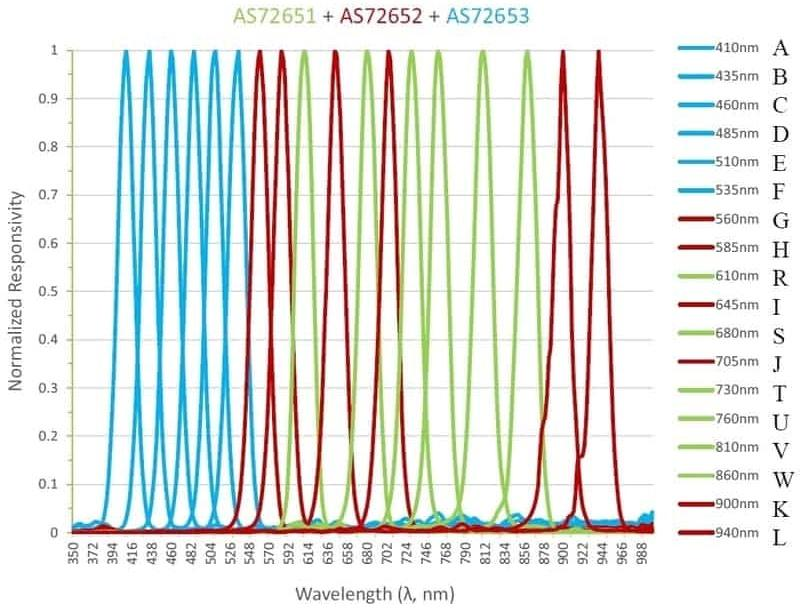 AS72651 + AS72652 + AS72653
Normalized Responsivity
1
0.9
0.8
0.7
0.6
0.5
0.4
0.3
0.2
0.1
0
350 372 394 416 438 460 482 504 526 548 570 592 614 636 658 680 702 724 746 768 790 812 834 856 878 900 922 944 966 988
Wavelength (λ, nm)
410nm A
435nm B
460nm C
485nm D
510nm E
535nm F
560nm G
585nm H
610nm R
645nm I
680nm S
705nm J
730nm T
760nm U
810nm V
860nm W
900nm K
940nm L